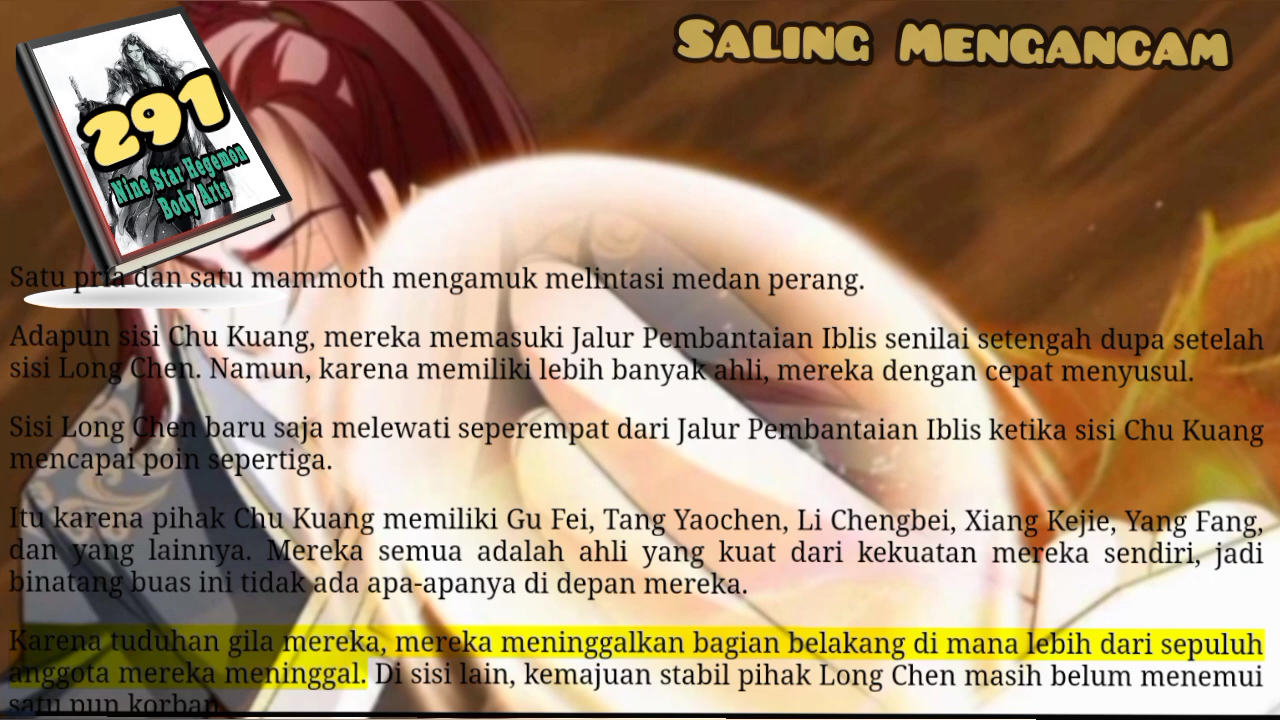 Saling Mengancam
291
Nine Star Hegemon
Body Arts
Satu pria dan satu mammoth mengamuk melintasi medan perang.
Adapun sisi Chu Kuang, mereka memasuki Jalur Pembantaian Iblis senilai setengah dupa setelah
sisi Long Chen. Namun, karena memiliki lebih banyak ahli, mereka dengan cepat menyusul.
Sisi Long Chen baru saja melewati seperempat dari Jalur Pembantaian Iblis ketika sisi Chu Kuang
mencapai poin sepertiga.
Itu karena pihak Chu Kuang memiliki Gu Fei, Tang Yaochen, Li Chengbei, Xiang Kejie, Yang Fang,
dan yang lainnya. Mereka semua adalah ahli yang kuat dari kekuatan mereka sendiri, jadi
binatang buas ini tidak ada apa-apanya di depan mereka.
Karena tuduhan gila mereka, mereka meninggalkan bagian belakang di mana lebih dari sepuluh
anggota mereka meninggal. Di sisi lain, kemajuan stabil pihak Long Chen masih belum menemui
satu pun korban